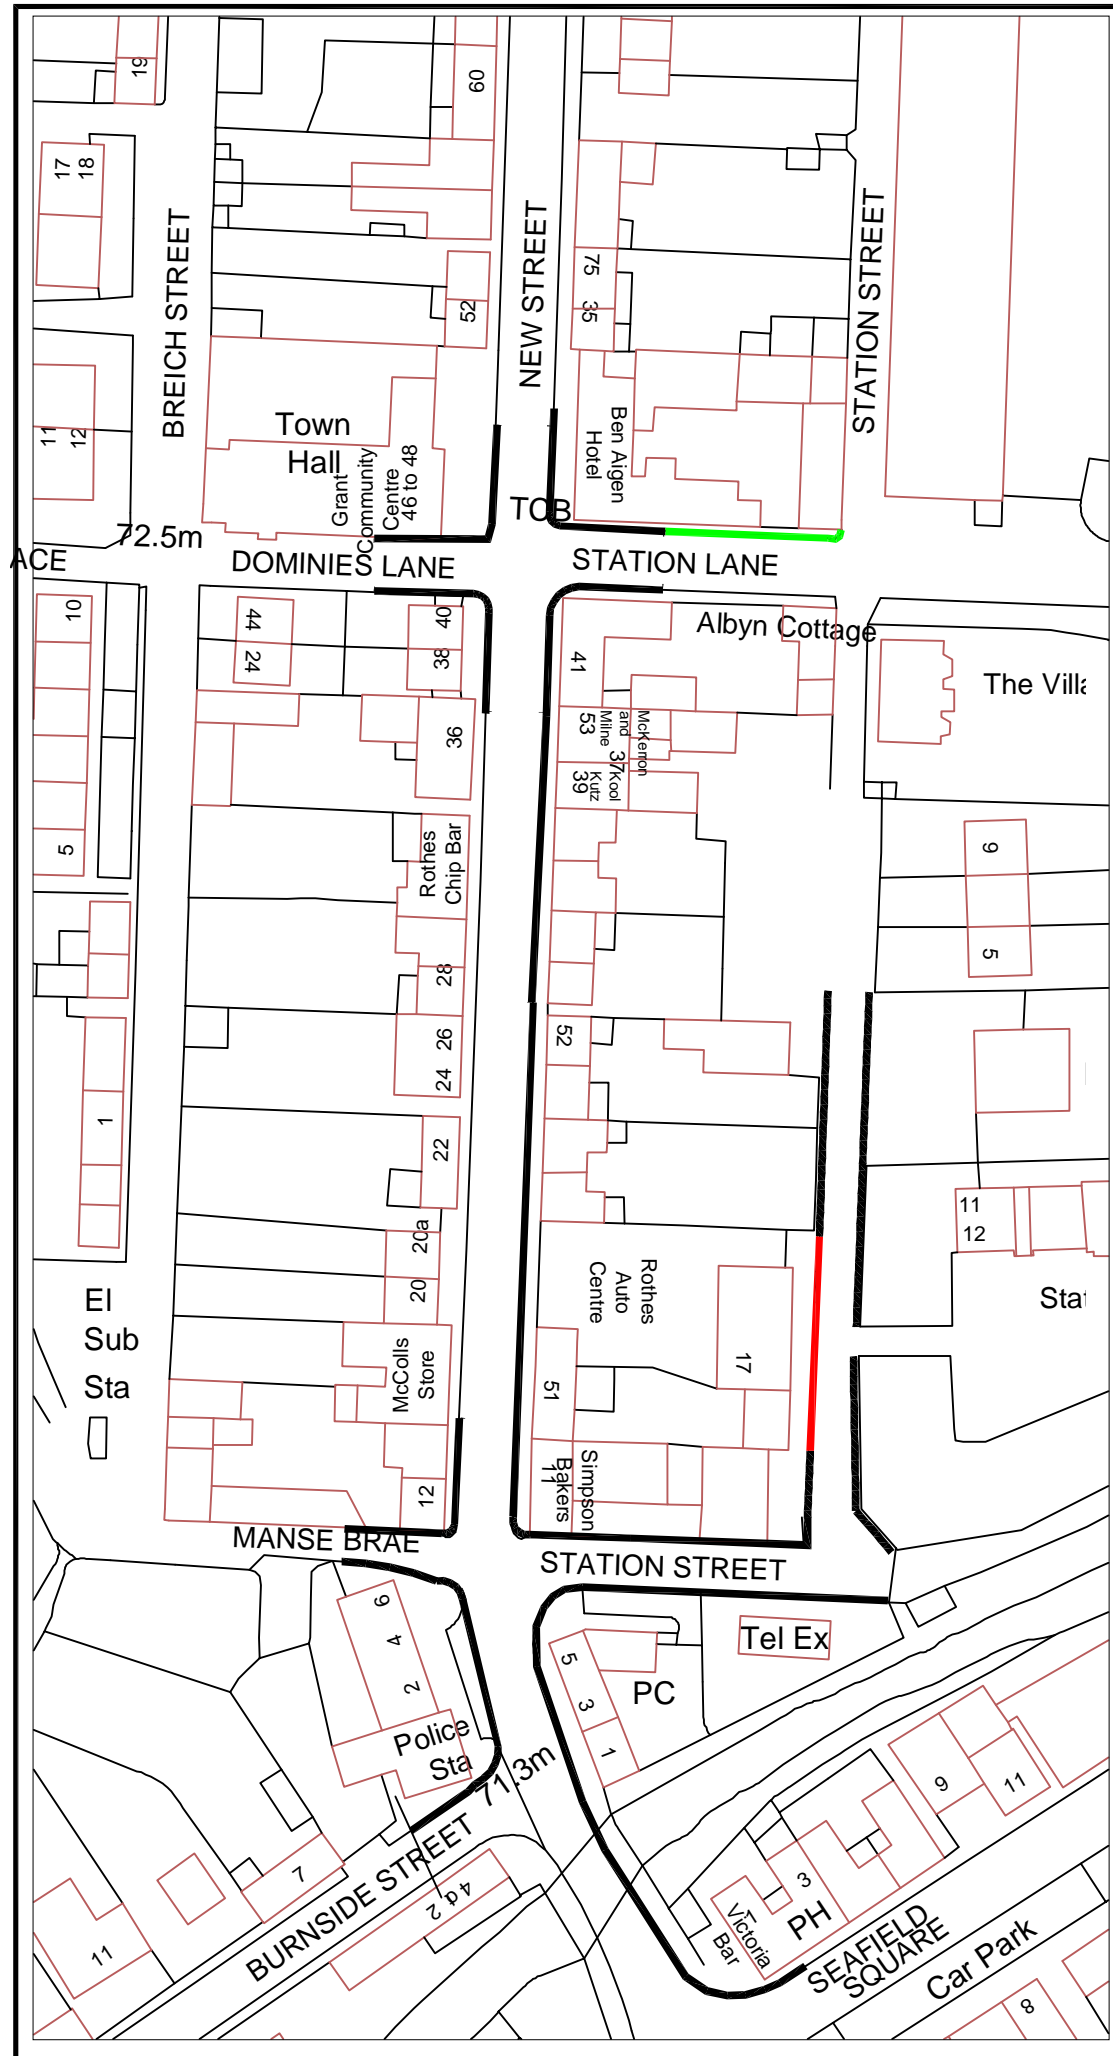 19
60
17
18
BREICH STREET
NEW STREET
STATION STREET
75
35
52
11
12
Town
Hall
Grant
Community
Centre
46 to 48
Ben Aigen
Hotel
TCB
72.5m
ACE
DOMINIES LANE
STATION LANE
10
44
24
40
38
41
Albyn Cottage
The Villa
36
McKerron
and
Milne
53
37
Kool
Kutz
39
5
Rothes
Chip Bar
9
5
28
26
24
52
1
22
11
12
20a
20
Rothes
Auto
Centre
Stat
El
Sub
Sta
McColls
Store
51
17
12
Simpson
Bakers
11
MANSE BRAE
STATION STREET
6
4
2
Tel Ex
5
3
1
PC
Police
Sta
71.3m
9
11
7
BURNSIDE STREET
4d 2
3
1
Victoria
Bar
PH
SEAFIELD
SQUARE
Car Park
11
8